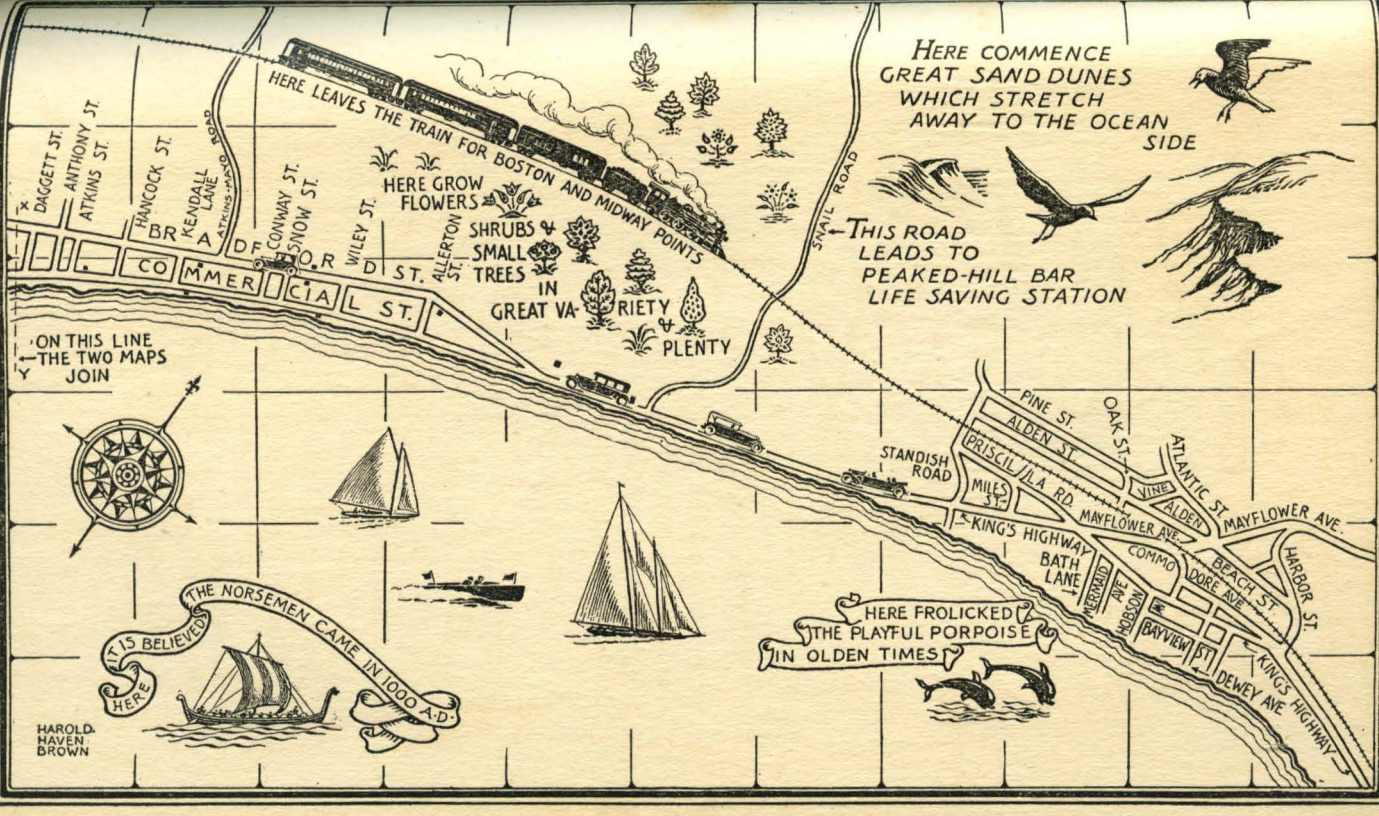 HERE COMMENCE
GREAT SAND DUNES
WHICH STRETCH
AWAY TO THE OCEAN
SIDE
HERE LEAVES THE TRAIN FOR BOSTON AND MIDWAY POINTS
DAGGETT ST.
ANTHONY ST.
ATKINS ST.
HANCOCK ST.
KENDALL
LANE
ATKINS-MAYO ROAD
CONWAY ST.
SNOW ST.
WILEY ST.
ALLERTON
ST.
BRADFORD ST.
COMMERCIAL ST.
HERE GROW
FLOWERS
SHRUBS &
SMALL
TREES
IN
GREAT VA-RIETY
&
PLENTY
SNAIL ROAD
THIS ROAD
LEADS TO
PEAKED-HILL BAR
LIFE SAVING STATION
X
ON THIS LINE
THE TWO MAPS
JOIN
Y
PINE ST.
ALDEN ST.
OAK ST.
ATLANTIC ST.
STANDISH
ROAD
PRISCILLA RD.
MILES
ST.
VINE
ALDEN
MAYFLOWER AVE.
MAYFLOWER AVE.
KING'S HIGHWAY
BATH
LANE
COMMODORE AVE
BEACH ST.
HARBOR ST.
MERMAID
AVE
HOBSON
BAYVIEW ST
DEWEY AVE
KING'S HIGHWAY
HERE FROLICKED
THE PLAYFUL PORPOISE
IN OLDEN TIMES
HERE
IT IS BELIEVED
THE NORSEMEN CAME IN 1000 A.D.
HAROLD
HAVEN
BROWN